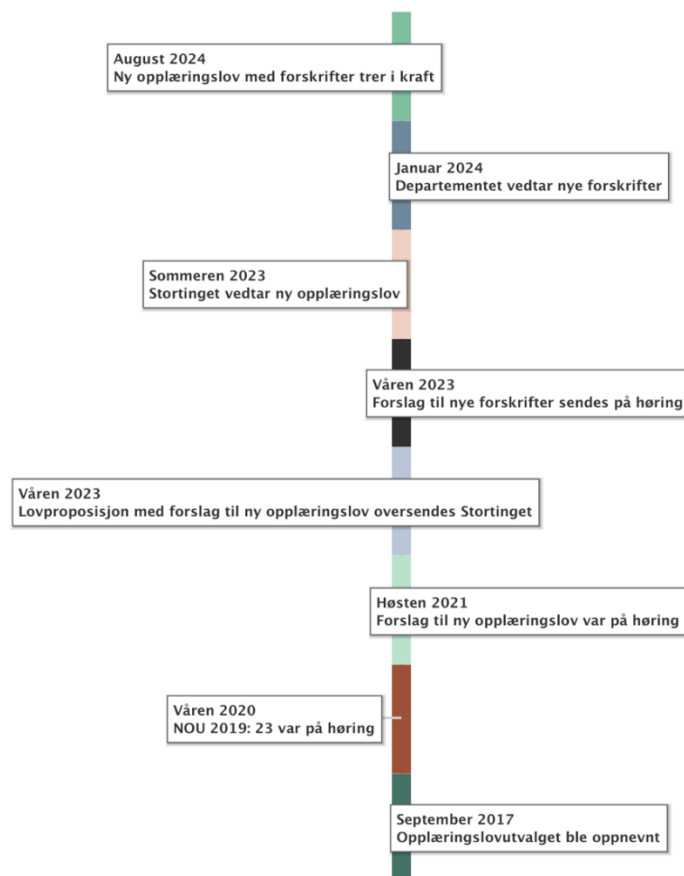 August 2024
Ny opplæringslov med forskrifter trer i kraft
Januar 2024
Departementet vedtar nye forskrifter
Sommeren 2023
Stortinget vedtar ny opplæringslov
Våren 2023
Forslag til nye forskrifter sendes på høring
Våren 2023
Lovproposisjon med forslag til ny opplæringslov oversendes Stortinget
Høsten 2021
Forslag til ny opplæringslov var på høring
Våren 2020
NOU 2019: 23 var på høring
September 2017
Opplæringslovutvalget ble oppnevnt